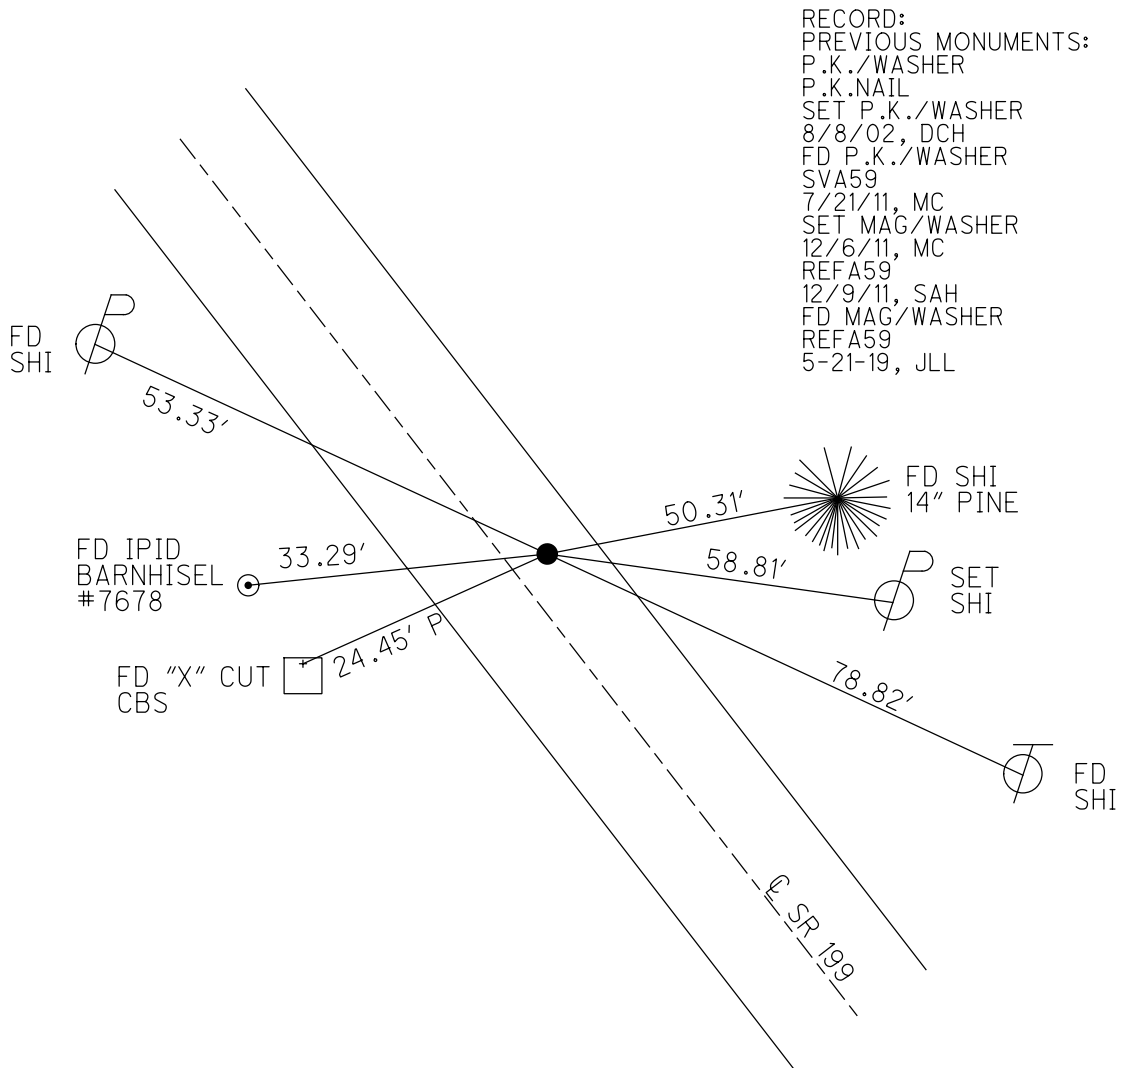 RECORD:
PREVIOUS MONUMENTS:
P.K./WASHER
P.K.NAIL
SET P.K./WASHER
8/8/02, DCH
FD P.K./WASHER
SVA59
7/21/11, MC
SET MAG/WASHER
12/6/11, MC
REFA59
12/9/11, SAH
FD MAG/WASHER
REFA59
5-21-19, JLL
FD
SHI
53.33'
FD SHI
14" PINE
50.31'
FD IPID
BARNHISEL
#7678
33.29'
58.81'
SET
SHI
FD "X" CUT
CBS
24.45' P
78.82'
FD
SHI
℄ SR 199